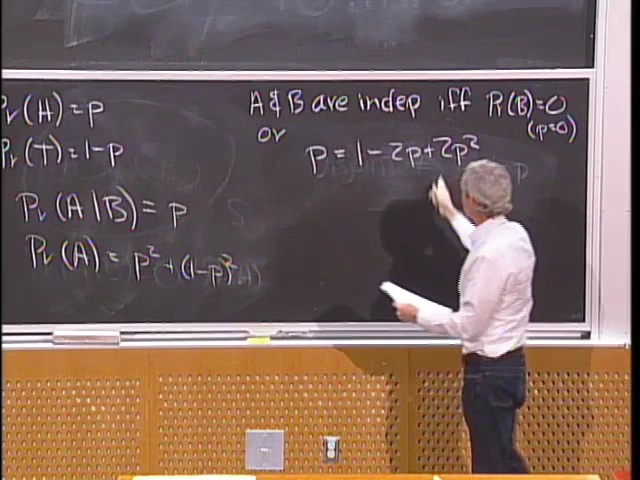 Pr(H)=p
Pr(T)=1-p
Pr(A|B)=p
Pr(A)=p²+(1-p)²
A & B are indep iff Pr(B)=0
(p=0)
or
p=1-2p+2p²